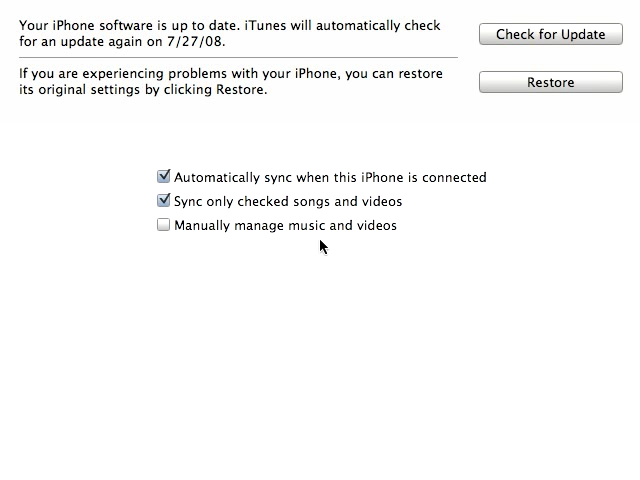 Your iPhone software is up to date. iTunes will automatically check
for an update again on 7/27/08.
Check for Update
If you are experiencing problems with your iPhone, you can restore
its original settings by clicking Restore.
Restore
Automatically sync when this iPhone is connected
Sync only checked songs and videos
Manually manage music and videos